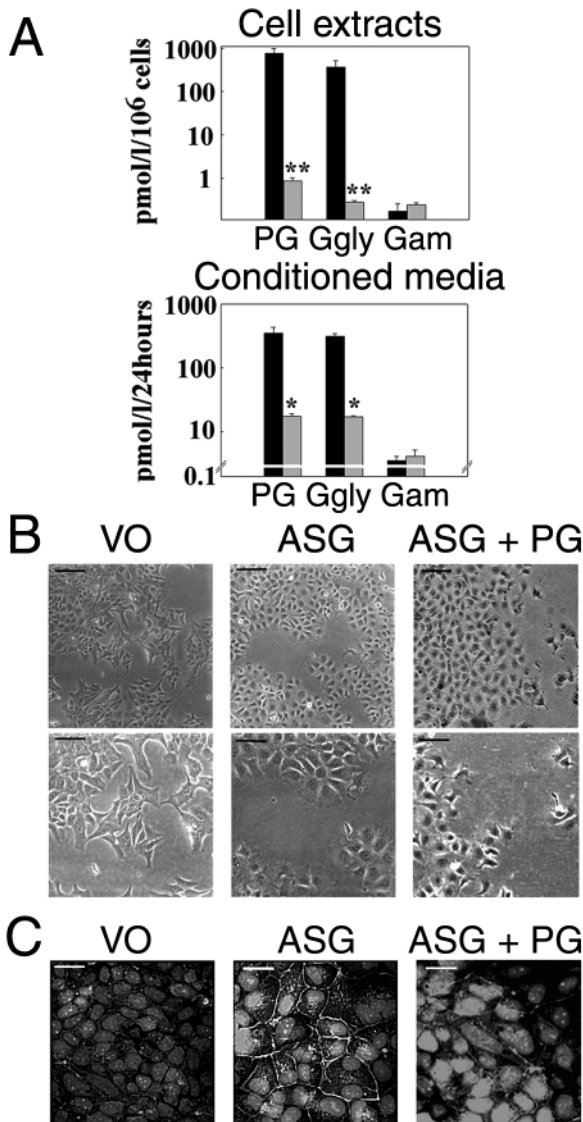 A
Cell extracts
pmol/l/10⁶ cells
1000
100
10
1
** **
PG Ggly Gam
Conditioned media
pmol/l/24hours
1000
100
10
0.1
* *
PG Ggly Gam
B
VO ASG ASG + PG
C
VO ASG ASG + PG